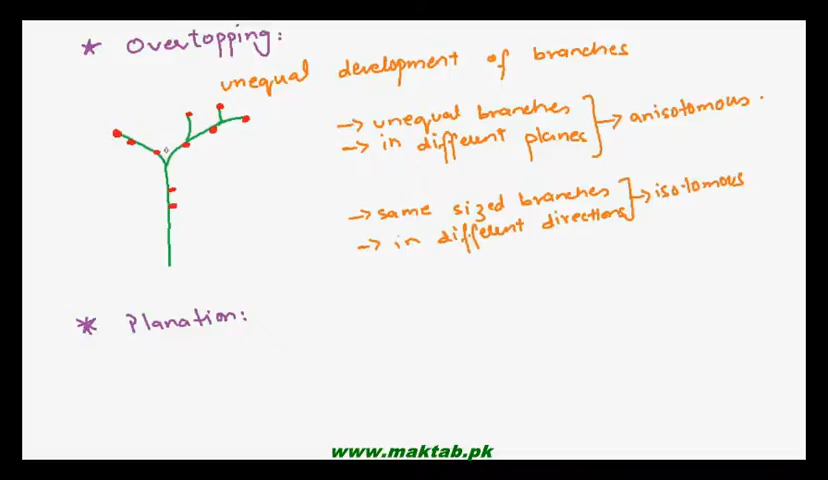 * Overtopping:
unequal development of branches
→ unequal branches
→ in different planes
→ anisotomous.
→ same sized branches
→ in different directions
→ isotomous
* Planation:
www.maktab.pk